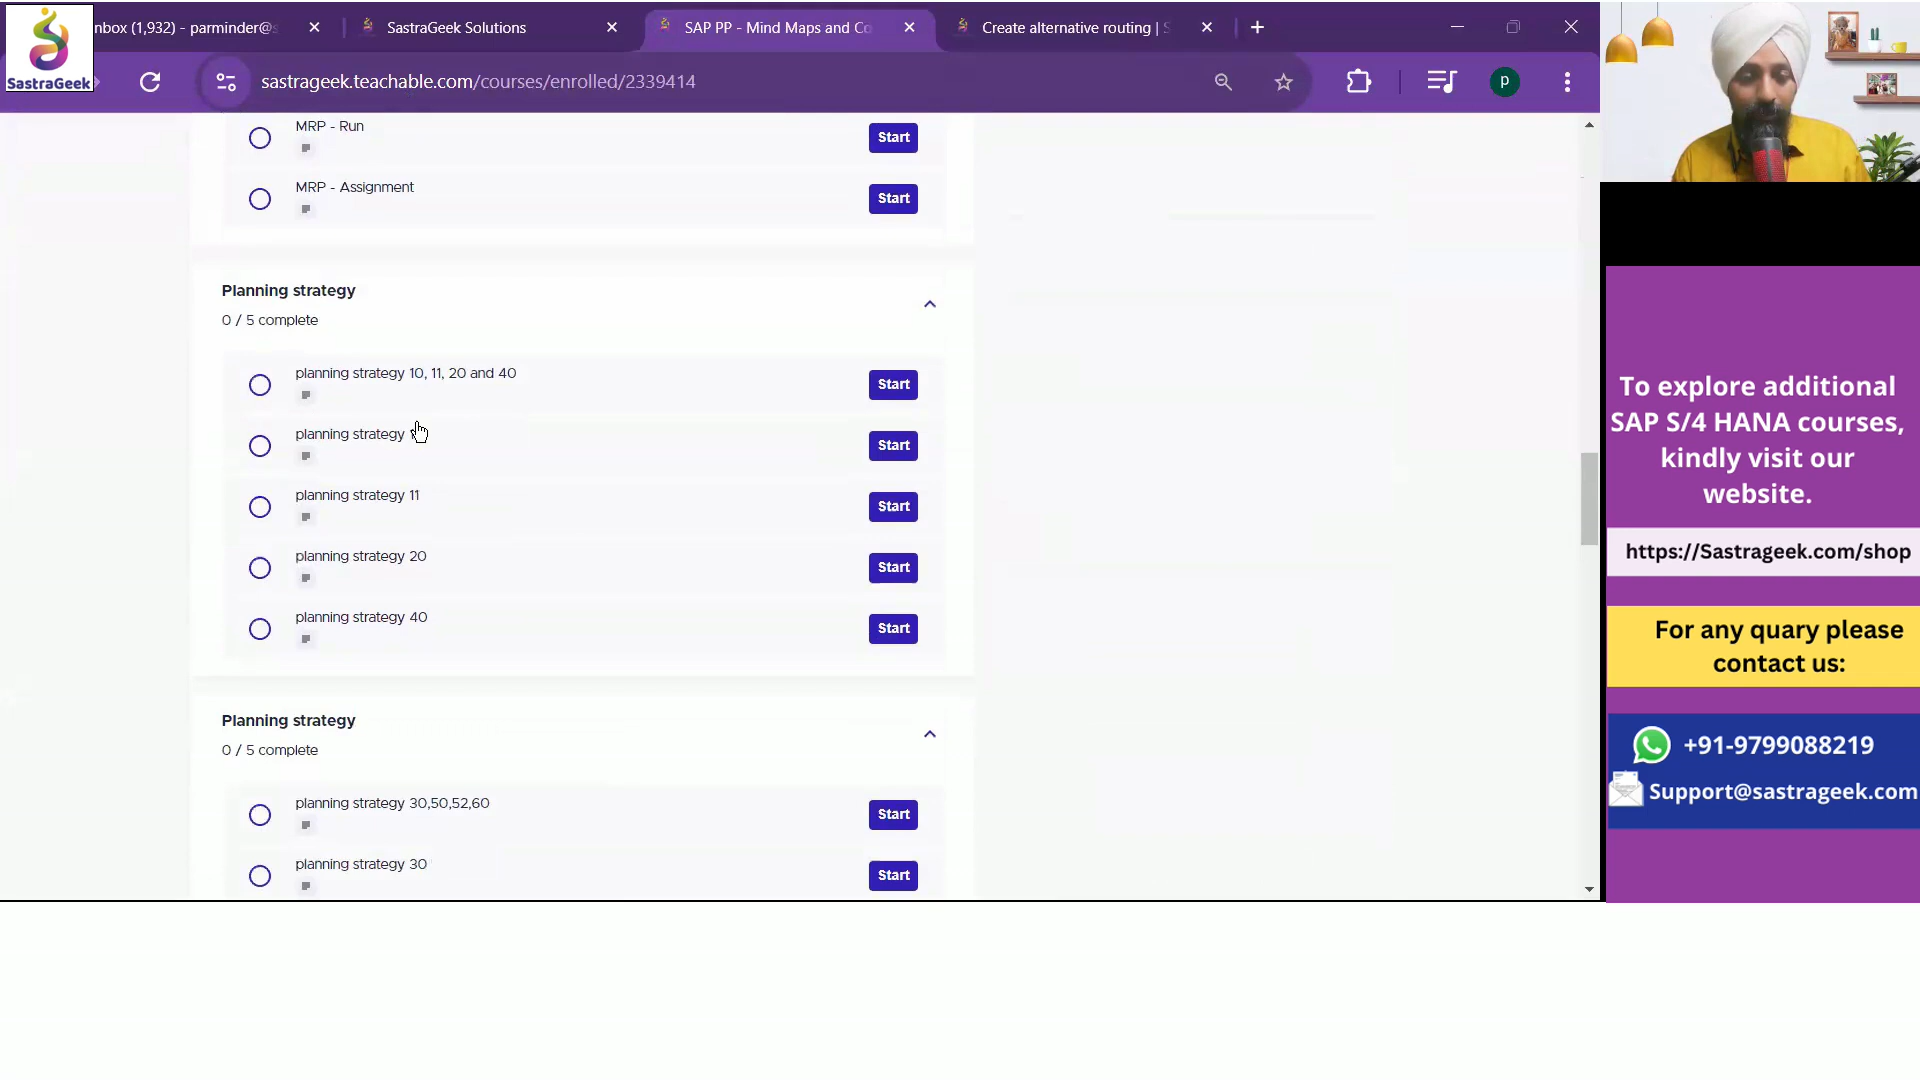 SastraGeek
nbox (1,932) - parminder@s
SastraGeek Solutions
SAP PP - Mind Maps and Co
Create alternative routing | S
sastrageek.teachable.com/courses/enrolled/2339414
p
MRP - Run
Start
MRP - Assignment
Start
Planning strategy
0 / 5 complete
planning strategy 10, 11, 20 and 40
Start
planning strategy
Start
planning strategy 11
Start
planning strategy 20
Start
planning strategy 40
Start
Planning strategy
0 / 5 complete
planning strategy 30,50,52,60
Start
planning strategy 30
Start
To explore additional
SAP S/4 HANA courses,
kindly visit our
website.
https://Sastrageek.com/shop
For any quary please
contact us:
+91-9799088219
Support@sastrageek.com